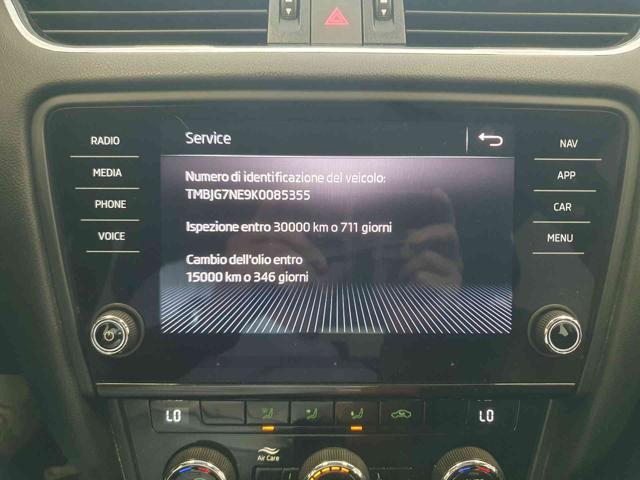 RADIO
MEDIA
PHONE
VOICE
Service
Numero di identificazione del veicolo:
TMBJG7NE9K0085355
Ispezione entro 30000 km o 711 giorni
Cambio dell'olio entro
15000 km o 346 giorni
NAV
APP
CAR
MENU
LO
LO
Air Care